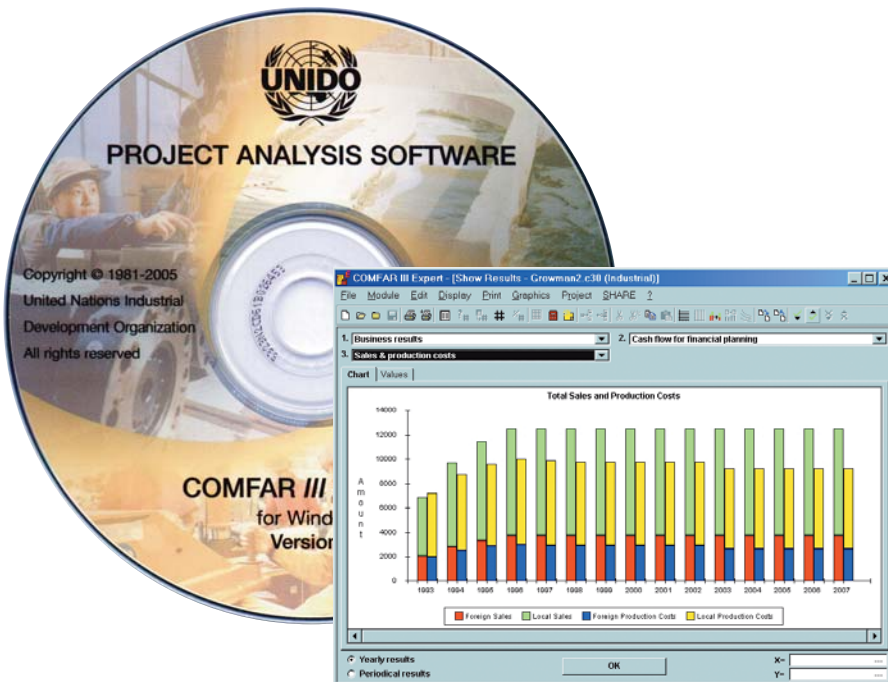 UNIDO
PROJECT ANALYSIS SOFTWARE
Copyright © 1981-2005
United Nations Industrial
Development Organization
All rights reserved
COMFAR III
for Wind
Version
COMFAR III Expert - [Show Results - Growman2.c30 (Industrial)]
File Module Edit Display Print Graphics Project SHARE ?
1. Business results
2. Cash flow for financial planning
3. Sales & production costs
Chart Values
Total Sales and Production Costs
Amount
14000
12000
10000
8000
6000
4000
2000
0
1993 1994 1995 1996 1997 1998 1999 2000 2001 2002 2003 2004 2005 2006 2007
Foreign Sales Local Sales Foreign Production Costs Local Production Costs
Yearly results
Periodical results
OK
X= ...
Y= ...